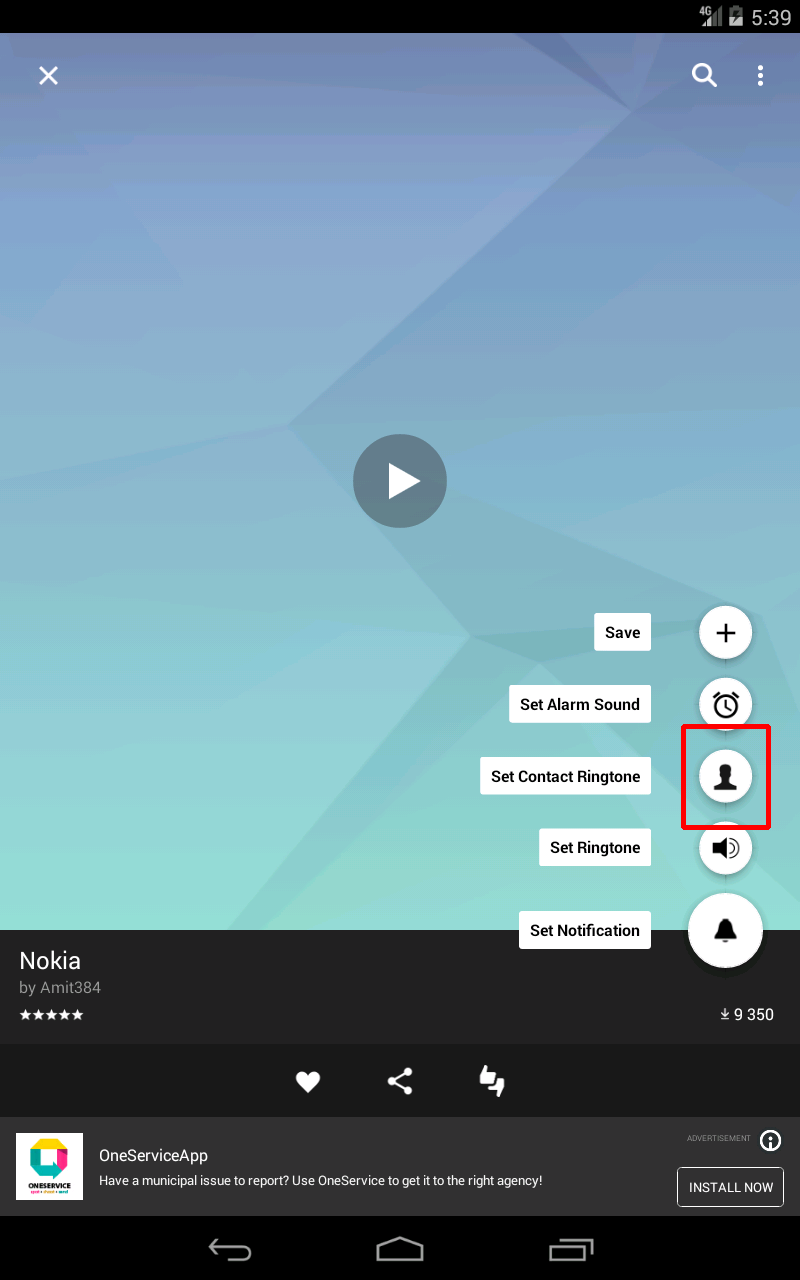 4G 5:39
Save
Set Alarm Sound
Set Contact Ringtone
Set Ringtone
Set Notification
Nokia
by Amit384
9 350
ADVERTISEMENT
OneServiceApp
Have a municipal issue to report? Use OneService to get it to the right agency!
ONESERVICE
INSTALL NOW